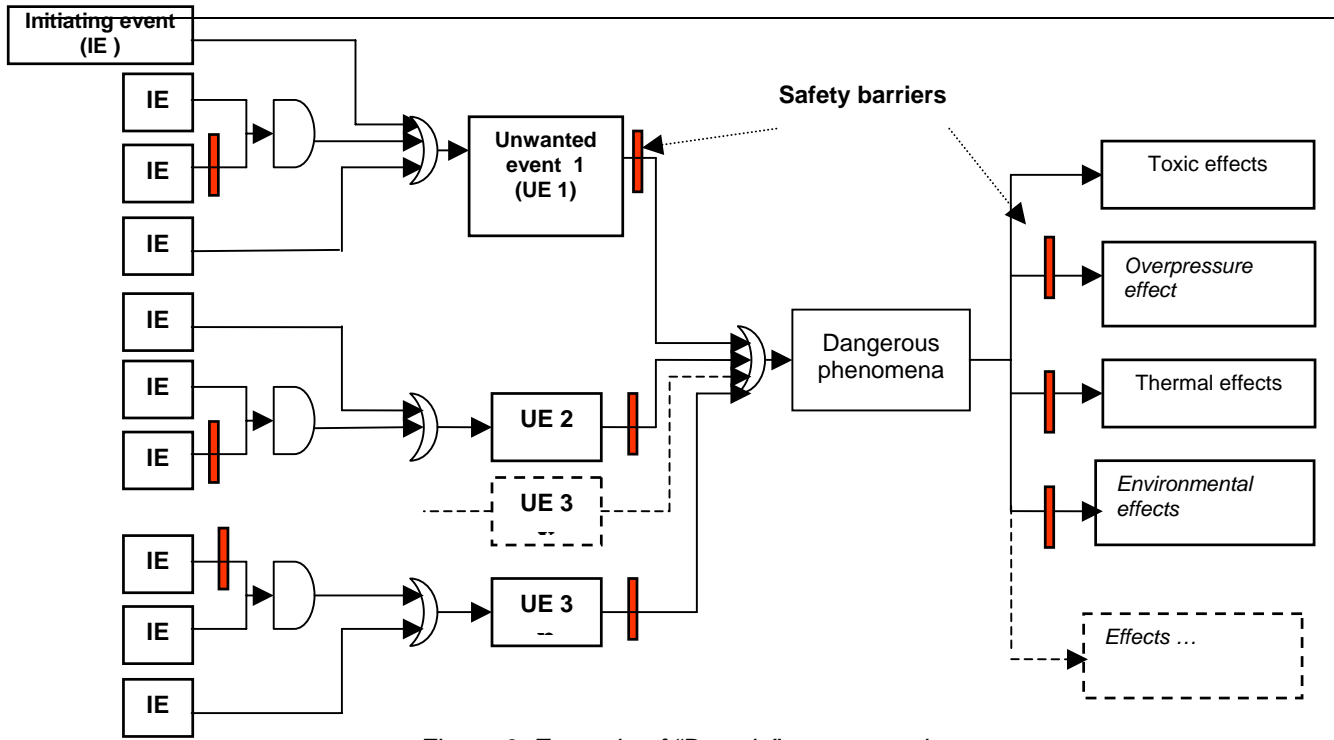 Initiating event
(IE )
IE
IE
IE
IE
IE
IE
IE
IE
IE
Unwanted
event 1
(UE 1)
UE 2
UE 3
UE 3
Safety barriers
Dangerous
phenomena
Toxic effects
Overpressure
effect
Thermal effects
Environmental
effects
Effects …